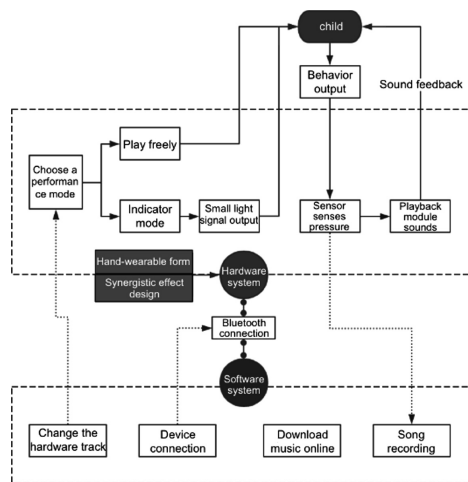 child
Behavior
output
Sound feedback
Play freely
Choose a
performan
ce mode
Indicator
mode
Small light
signal output
Sensor
senses
pressure
Playback
module
sounds
Hand-wearable form
Synergistic effect
design
Hardware
system
Bluetooth
connection
Software
system
Change the
hardware track
Device
connection
Download
music online
Song
recording